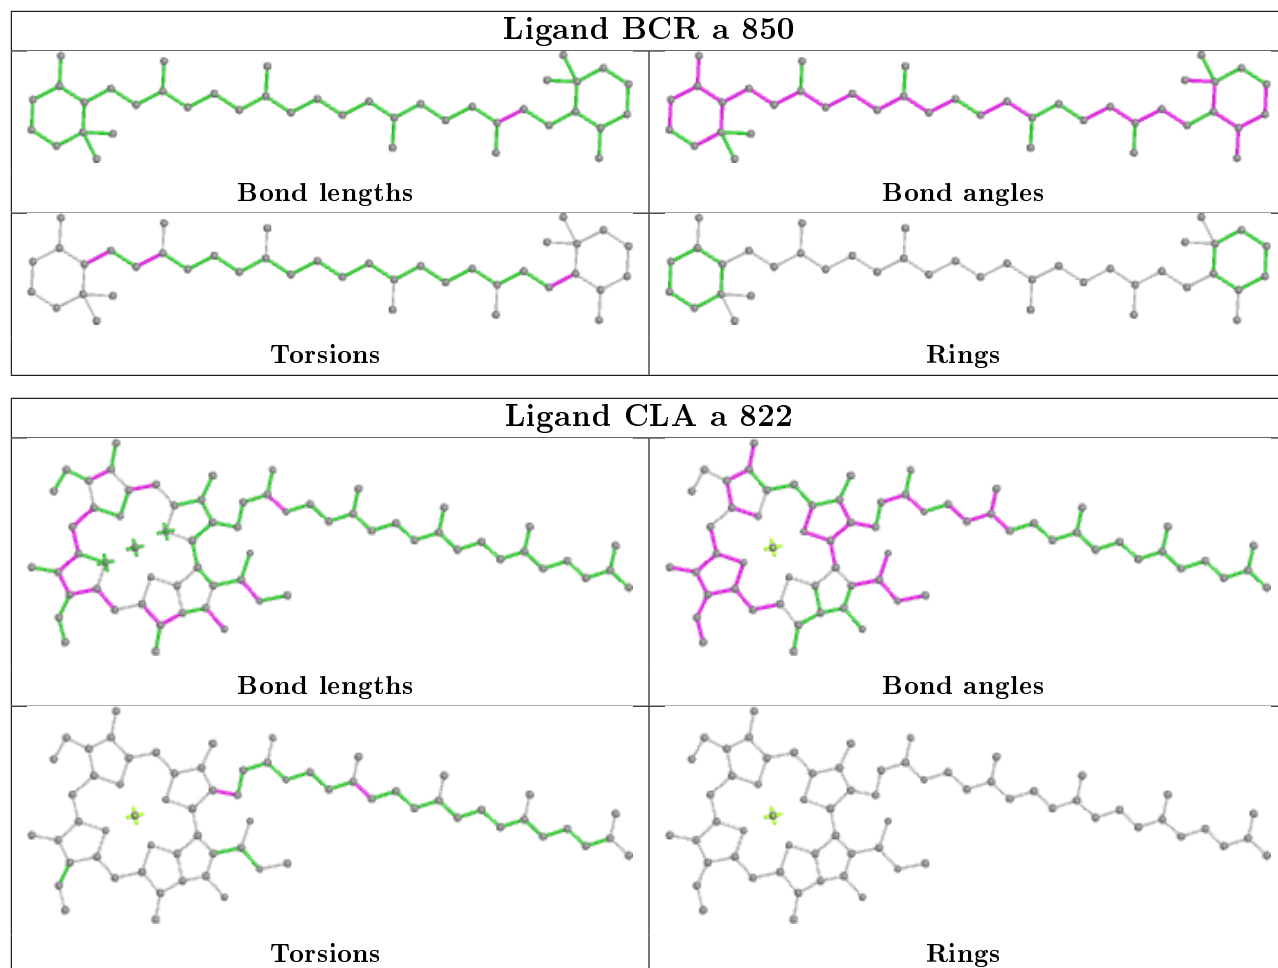 Ligand BCR a 850
Bond lengths
Bond angles
Torsions
Rings
Ligand CLA a 822
Bond lengths
Bond angles
Torsions
Rings